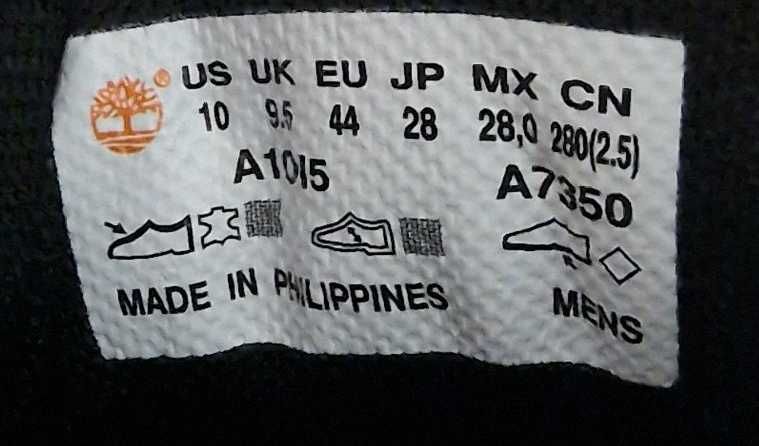 ® US UK EU JP MX CN
10 9.5 44 28 28,0 280(2.5)
A10I5 A7350
MADE IN PHILIPPINES MENS